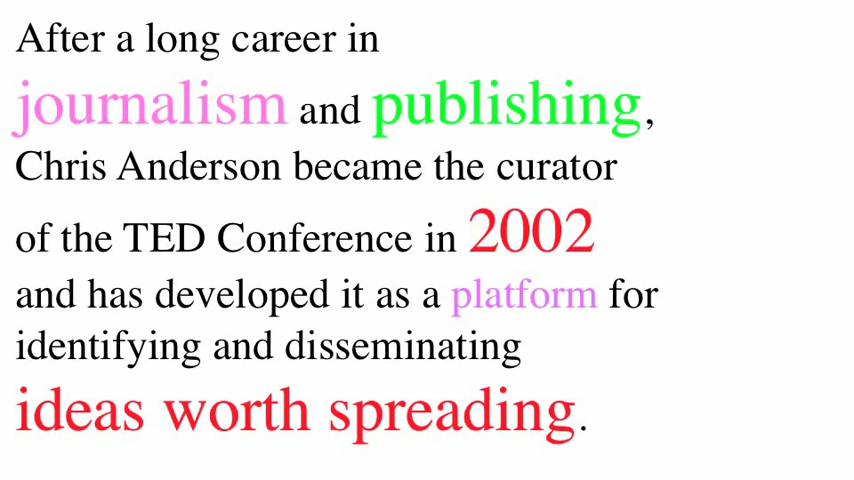 After a long career in
journalism and publishing,
Chris Anderson became the curator
of the TED Conference in 2002
and has developed it as a platform for
identifying and disseminating
ideas worth spreading.